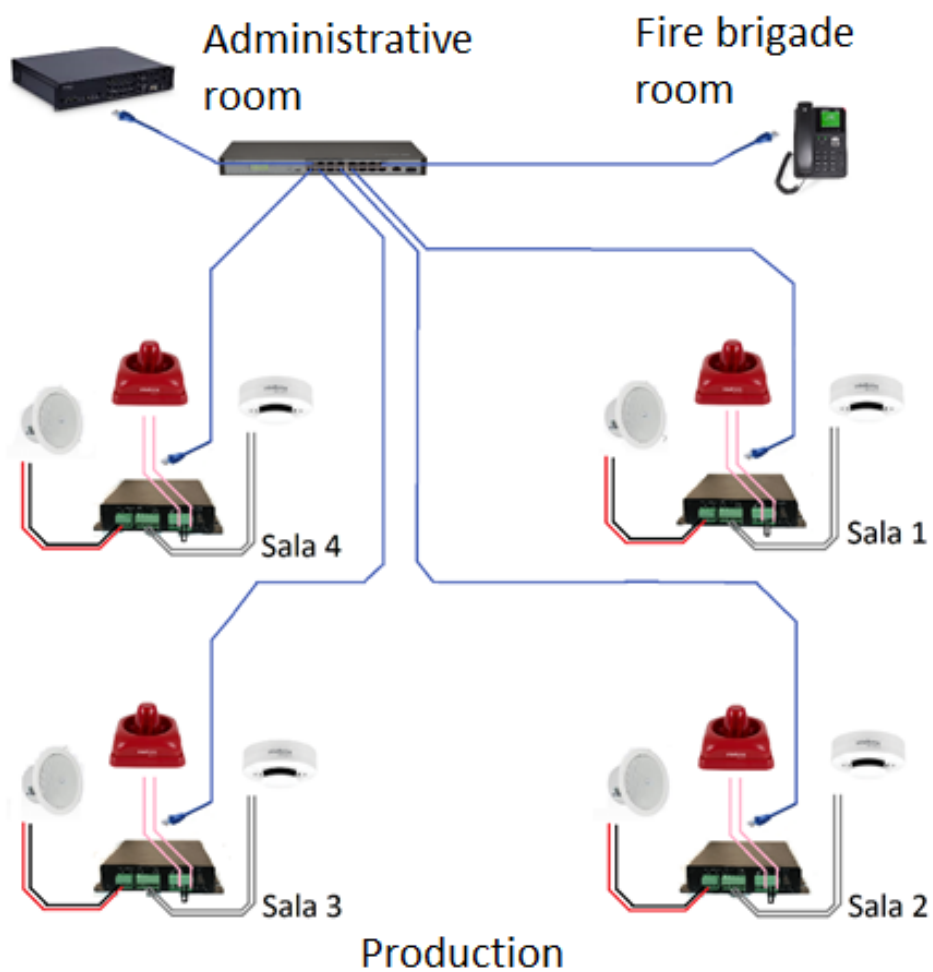 Administrative
room
Fire brigade
room
Sala 4
Sala 1
Sala 3
Sala 2
Production